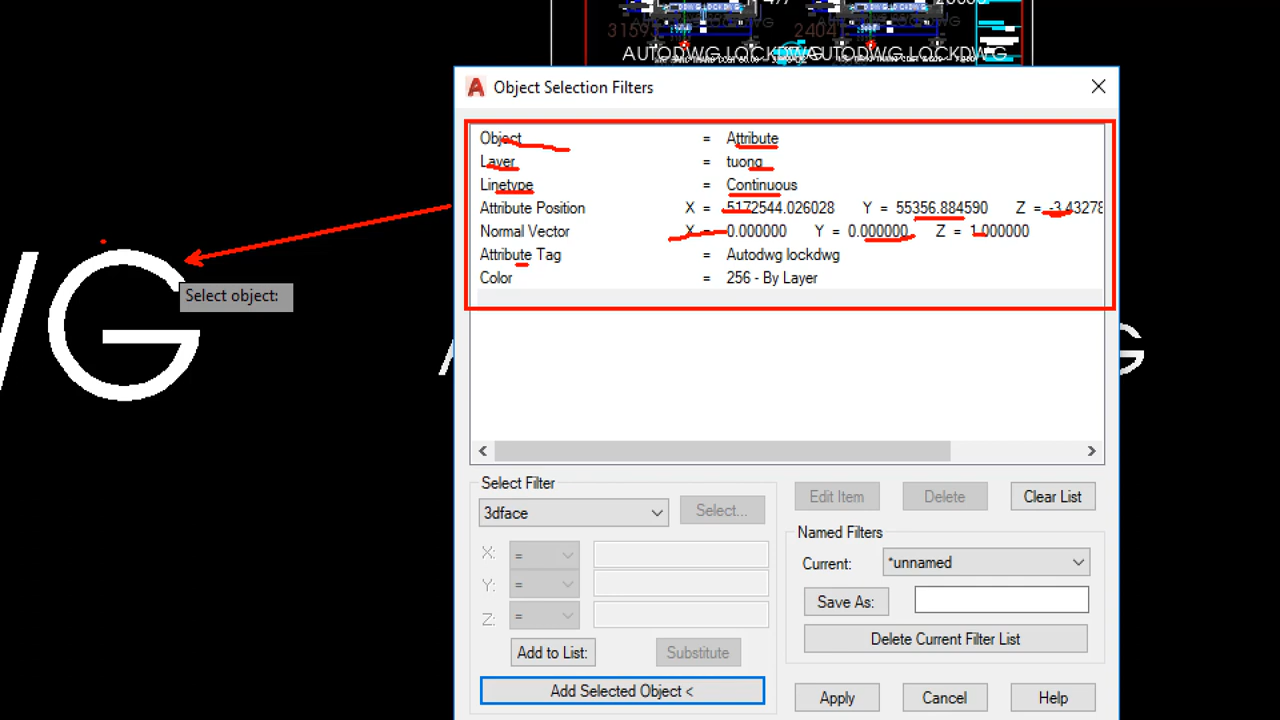 AUTODWG LOCKDWG AUTODWG LOCKDWG
Object Selection Filters
Object = Attribute
Layer = tuong
Linetype = Continuous
Attribute Position X = 5172544.026028 Y = 55356.884590 Z = -3.43278
Normal Vector X = 0.000000 Y = 0.000000 Z = 1.000000
Attribute Tag = Autodwg lockdwg
Color = 256 - By Layer
G
Select object:
Select Filter
3dface
Select...
X: =
Y: =
Z: =
Add to List:
Substitute
Add Selected Object <
Edit Item
Delete
Clear List
Named Filters
Current: *unnamed
Save As:
Delete Current Filter List
Apply
Cancel
Help